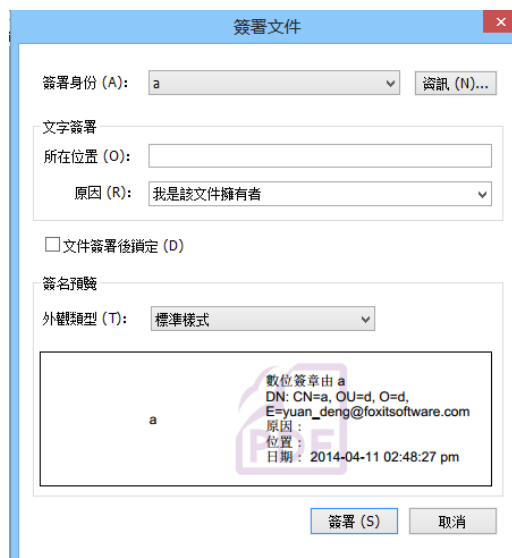 簽署文件
簽署身份 (A): a 資訊 (N)...
文字簽署
所在位置 (O):
原因 (R): 我是該文件擁有者
文件簽署後鎖定 (D)
簽名預覽
外觀類型 (T): 標準樣式
a
數位簽章由 a
DN: CN=a, OU=d, O=d,
E=yuan_deng@foxitsoftware.com
原因：
位置：
日期： 2014-04-11 02:48:27 pm
PDF
簽署 (S) 取消